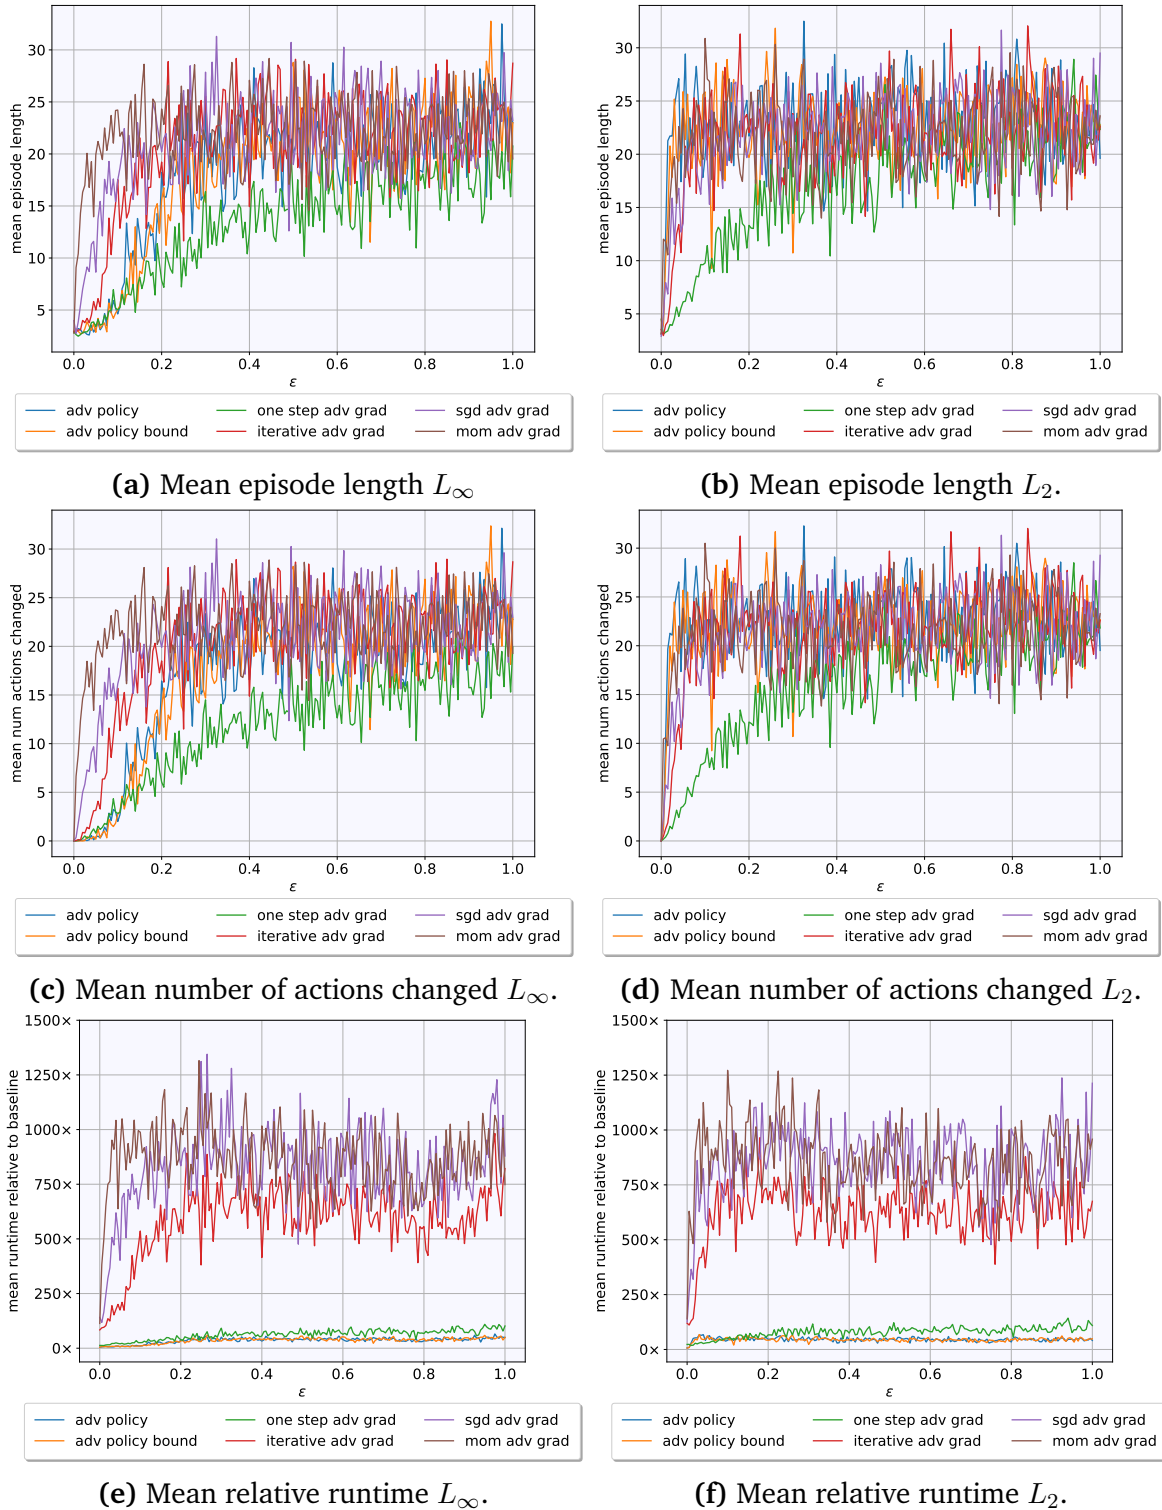 mean episode length
30
25
20
15
10
5
0.0 0.2 0.4 0.6 0.8 1.0
ε
adv policy one step adv grad sgd adv grad
adv policy bound iterative adv grad mom adv grad
(a) Mean episode length L∞
mean episode length
30
25
20
15
10
5
0.0 0.2 0.4 0.6 0.8 1.0
ε
adv policy one step adv grad sgd adv grad
adv policy bound iterative adv grad mom adv grad
(b) Mean episode length L2.
mean num actions changed
30
25
20
15
10
5
0
0.0 0.2 0.4 0.6 0.8 1.0
ε
adv policy one step adv grad sgd adv grad
adv policy bound iterative adv grad mom adv grad
(c) Mean number of actions changed L∞.
mean num actions changed
30
25
20
15
10
5
0
0.0 0.2 0.4 0.6 0.8 1.0
ε
adv policy one step adv grad sgd adv grad
adv policy bound iterative adv grad mom adv grad
(d) Mean number of actions changed L2.
mean runtime relative to baseline
1500×
1250×
1000×
750×
500×
250×
0×
0.0 0.2 0.4 0.6 0.8 1.0
ε
adv policy one step adv grad sgd adv grad
adv policy bound iterative adv grad mom adv grad
(e) Mean relative runtime L∞.
mean runtime relative to baseline
1500×
1250×
1000×
750×
500×
250×
0×
0.0 0.2 0.4 0.6 0.8 1.0
ε
adv policy one step adv grad sgd adv grad
adv policy bound iterative adv grad mom adv grad
(f) Mean relative runtime L2.